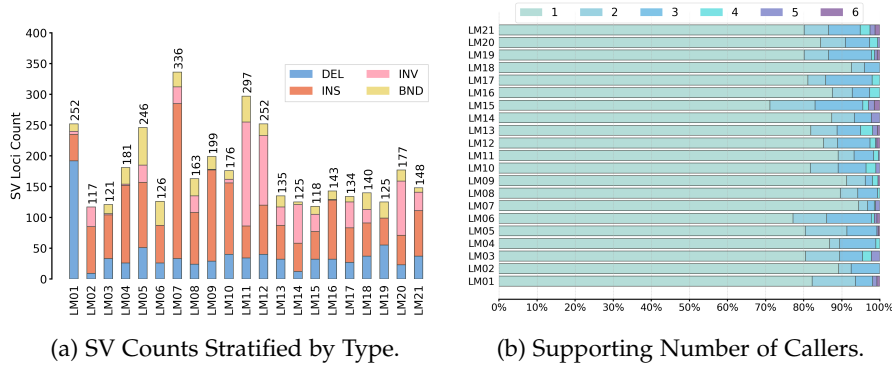 1 2 3 4 5 6
400
350
300
250
200
150
100
50
0
SV Loci Count
252
117
121
181
246
126
336
163
199
176
297
252
135
125
118
143
134
140
125
177
148
DEL INV
INS BND
LM01 LM02 LM03 LM04 LM05 LM06 LM07 LM08 LM09 LM10 LM11 LM12 LM13 LM14 LM15 LM16 LM17 LM18 LM19 LM20 LM21
(a) SV Counts Stratified by Type.
LM21
LM20
LM19
LM18
LM17
LM16
LM15
LM14
LM13
LM12
LM11
LM10
LM09
LM08
LM07
LM06
LM05
LM04
LM03
LM02
LM01
0% 10% 20% 30% 40% 50% 60% 70% 80% 90% 100%
(b) Supporting Number of Callers.